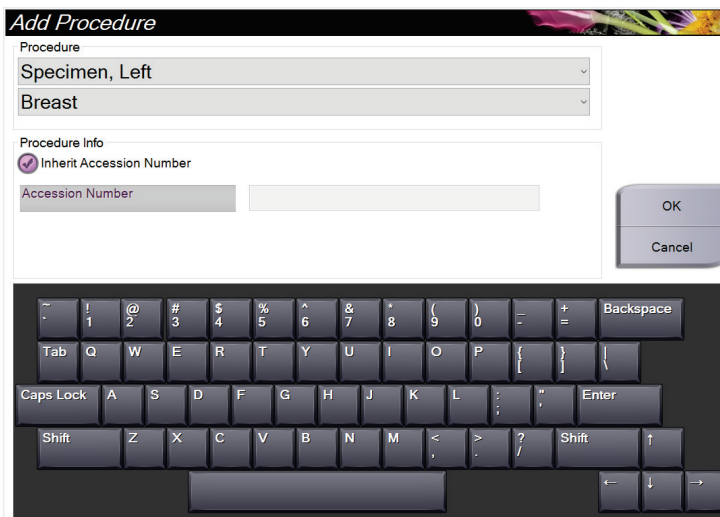 Add Procedure
Procedure
Specimen, Left
Breast
Procedure Info
Inherit Accession Number
Accession Number
OK
Cancel
~ ! @ # $ % ^ & * ( ) _ + Backspace
` 1 2 3 4 5 6 7 8 9 0 - =
Tab Q W E R T Y U I O P { } |
[ ] \
Caps Lock A S D F G H J K L : " Enter
; '
Shift Z X C V B N M < > ? Shift ↑
, . /
← ↓ →